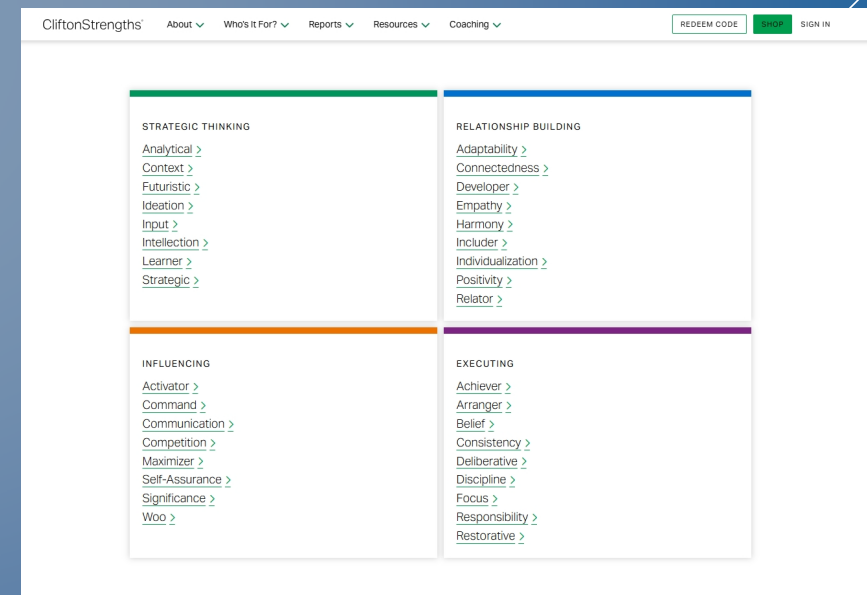 CliftonStrengths® About Who's It For? Reports Resources Coaching REDEEM CODE SHOP SIGN IN
STRATEGIC THINKING
Analytical >
Context >
Futuristic >
Ideation >
Input >
Intellection >
Learner >
Strategic >
RELATIONSHIP BUILDING
Adaptability >
Connectedness >
Developer >
Empathy >
Harmony >
Includer >
Individualization >
Positivity >
Relator >
INFLUENCING
Activator >
Command >
Communication >
Competition >
Maximizer >
Self-Assurance >
Significance >
Woo >
EXECUTING
Achiever >
Arranger >
Belief >
Consistency >
Deliberative >
Discipline >
Focus >
Responsibility >
Restorative >